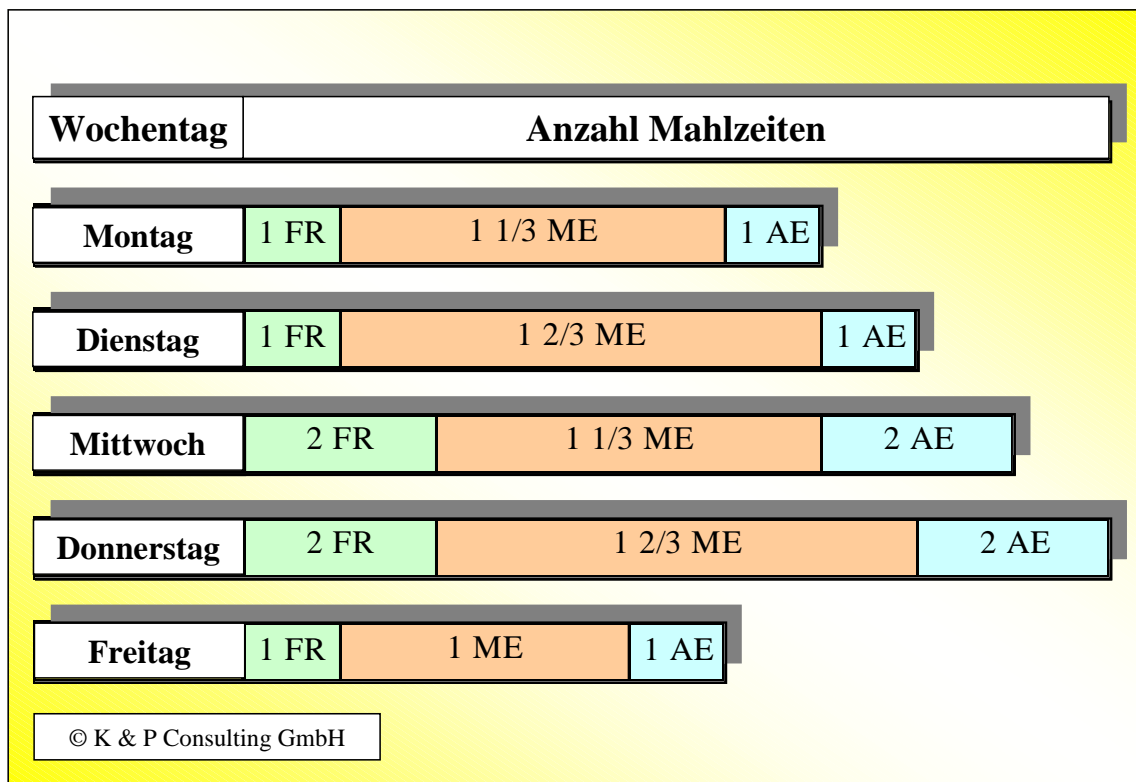 Wochentag Anzahl Mahlzeiten
Montag 1 FR 1 1/3 ME 1 AE
Dienstag 1 FR 1 2/3 ME 1 AE
Mittwoch 2 FR 1 1/3 ME 2 AE
Donnerstag 2 FR 1 2/3 ME 2 AE
Freitag 1 FR 1 ME 1 AE
© K & P Consulting GmbH